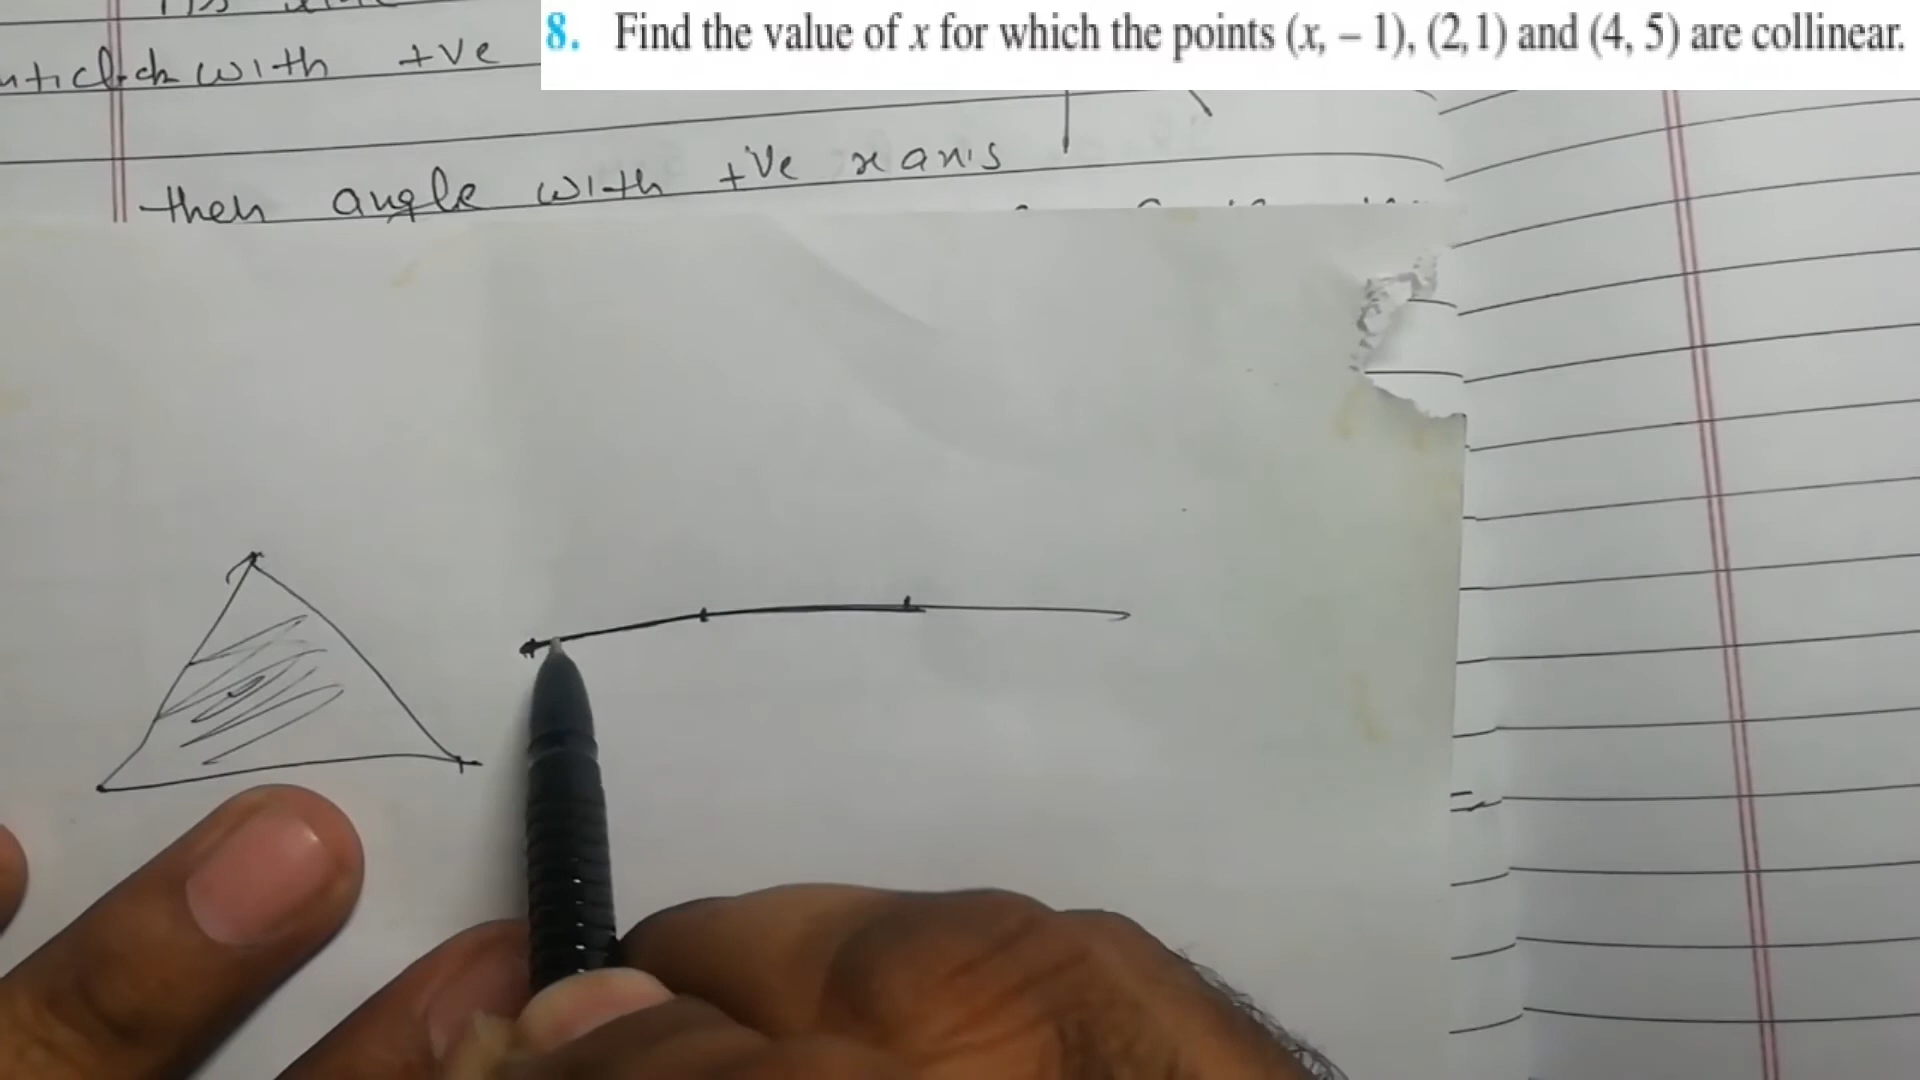 8. Find the value of x for which the points (x, – 1), (2,1) and (4, 5) are collinear.
with +ve
then angle with +ve x axis